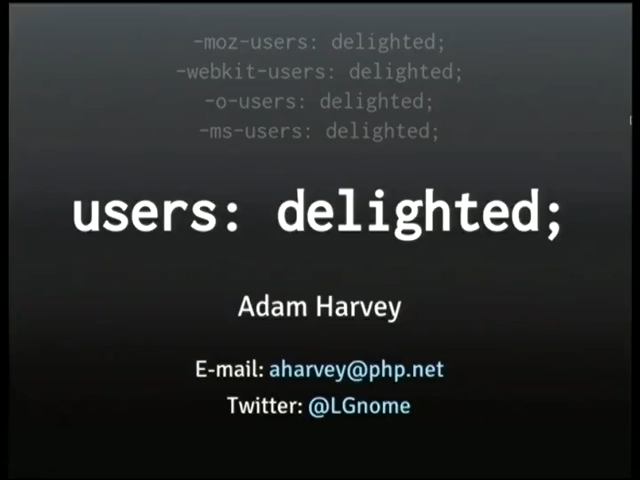 -moz-users: delighted;
-webkit-users: delighted;
-o-users: delighted;
-ms-users: delighted;
users: delighted;
Adam Harvey
E-mail: aharvey@php.net
Twitter: @LGnome